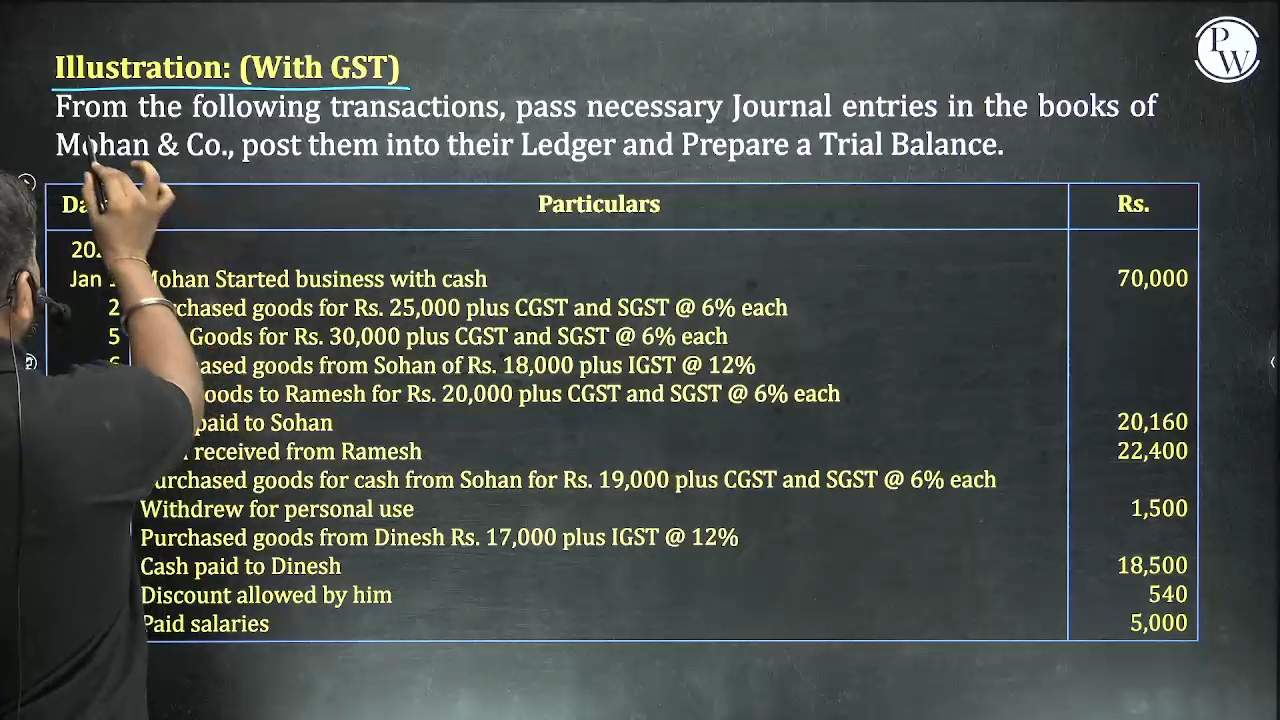 Illustration: (With GST)
From the following transactions, pass necessary Journal entries in the books of
Mohan & Co., post them into their Ledger and Prepare a Trial Balance.
Particulars Rs.
Jan Started business with cash 70,000
2 for Rs. 25,000 plus CGST and SGST @ 6% each
5 Goods for Rs. 30,000 plus CGST and SGST @ 6% each
goods from Sohan of Rs. 18,000 plus IGST @ 12%
to Ramesh for Rs. 20,000 plus CGST and SGST @ 6% each
paid to Sohan 20,160
received from Ramesh 22,400
Purchased goods for cash from Sohan for Rs. 19,000 plus CGST and SGST @ 6% each
Withdrew for personal use 1,500
Purchased goods from Dinesh Rs. 17,000 plus IGST @ 12%
Cash paid to Dinesh 18,500
Discount allowed by him 540
Paid salaries 5,000
P
W